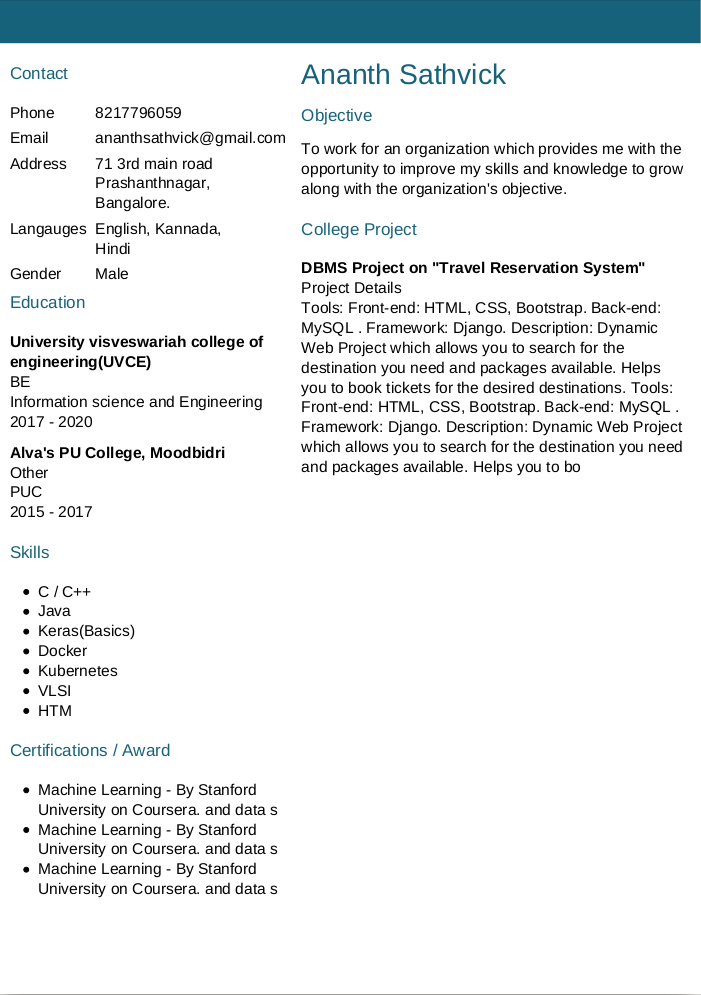 Contact
Phone 8217796059
Email ananthsathvick@gmail.com
Address 71 3rd main road
Prashanthnagar,
Bangalore.
Langauges English, Kannada,
Hindi
Gender Male
Education
University visveswariah college of
engineering(UVCE)
BE
Information science and Engineering
2017 - 2020
Alva's PU College, Moodbidri
Other
PUC
2015 - 2017
Skills
• C / C++
• Java
• Keras(Basics)
• Docker
• Kubernetes
• VLSI
• HTM
Certifications / Award
• Machine Learning - By Stanford
University on Coursera. and data s
• Machine Learning - By Stanford
University on Coursera. and data s
• Machine Learning - By Stanford
University on Coursera. and data s
Ananth Sathvick
Objective
To work for an organization which provides me with the
opportunity to improve my skills and knowledge to grow
along with the organization's objective.
College Project
DBMS Project on "Travel Reservation System"
Project Details
Tools: Front-end: HTML, CSS, Bootstrap. Back-end:
MySQL . Framework: Django. Description: Dynamic
Web Project which allows you to search for the
destination you need and packages available. Helps
you to book tickets for the desired destinations. Tools:
Front-end: HTML, CSS, Bootstrap. Back-end: MySQL .
Framework: Django. Description: Dynamic Web Project
which allows you to search for the destination you need
and packages available. Helps you to bo